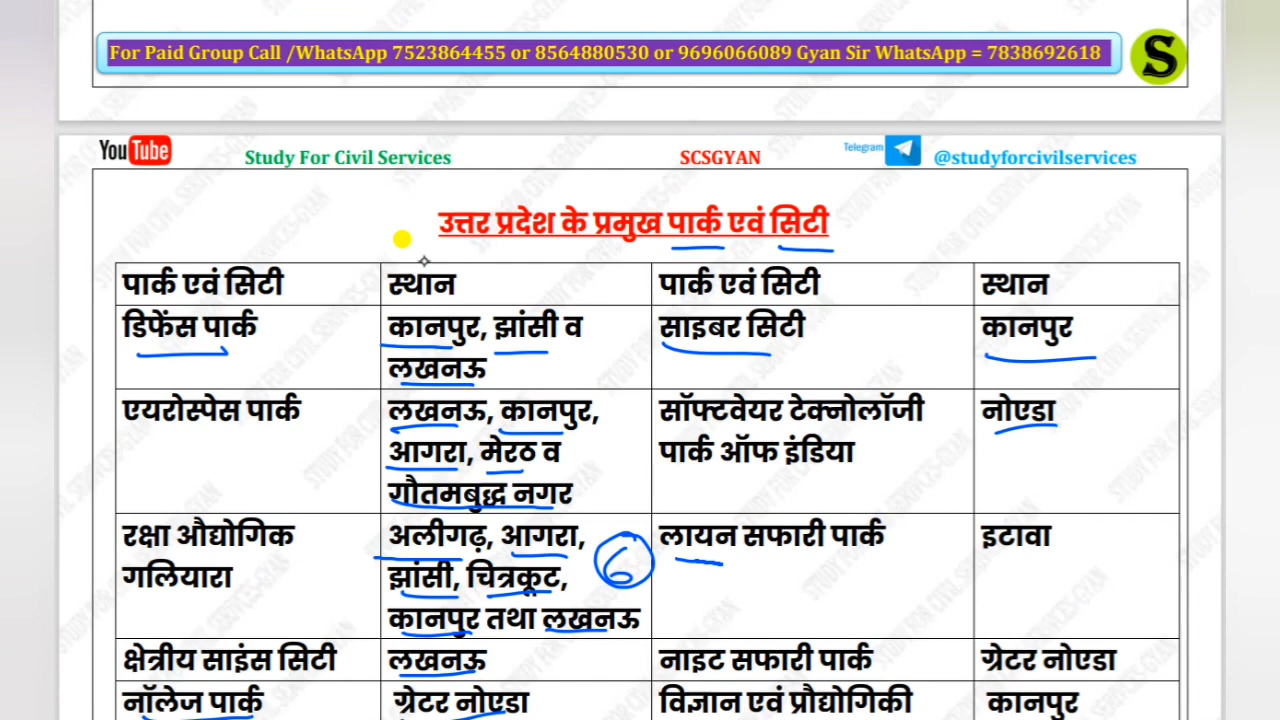 For Paid Group Call /WhatsApp 7523864455 or 8564880530 or 9696066089 Gyan Sir WhatsApp = 7838692618
S
YouTube
Study For Civil Services
SCSGYAN
Telegram
@studyforcivilservices
उत्तर प्रदेश के प्रमुख पार्क एवं सिटी
पार्क एवं सिटी
स्थान
पार्क एवं सिटी
स्थान
डिफेंस पार्क
कानपुर, झांसी व
लखनऊ
साइबर सिटी
कानपुर
एयरोस्पेस पार्क
लखनऊ, कानपुर,
आगरा, मेरठ व
गौतमबुद्ध नगर
सॉफ्टवेयर टेक्नोलॉजी
पार्क ऑफ इंडिया
नोएडा
रक्षा औद्योगिक
गलियारा
अलीगढ़, आगरा,
झांसी, चित्रकूट,
कानपुर तथा लखनऊ
6
लायन सफारी पार्क
इटावा
क्षेत्रीय साइंस सिटी
लखनऊ
नाइट सफारी पार्क
ग्रेटर नोएडा
नॉलेज पार्क
ग्रेटर नोएडा
विज्ञान एवं प्रौद्योगिकी
कानपुर